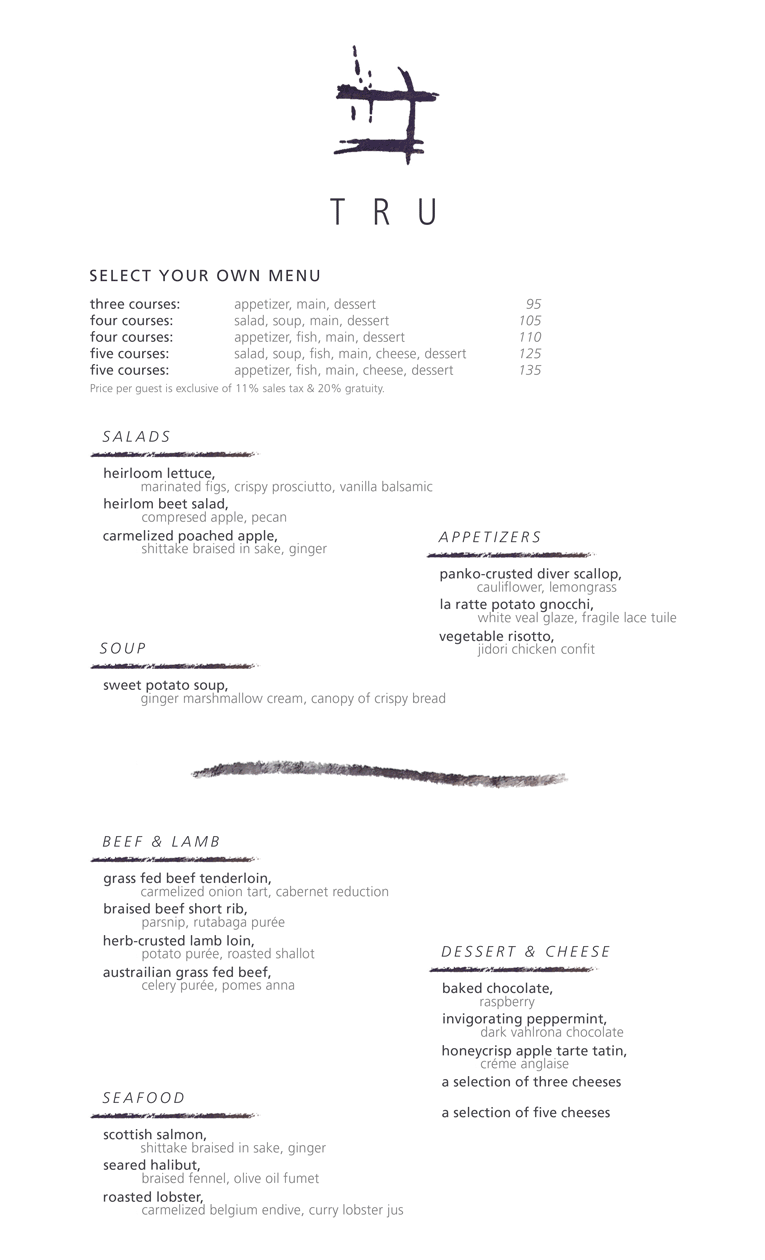 TRU
SELECT YOUR OWN MENU
three courses: appetizer, main, dessert 95
four courses: salad, soup, main, dessert 105
four courses: appetizer, fish, main, dessert 110
five courses: salad, soup, fish, main, cheese, dessert 125
five courses: appetizer, fish, main, cheese, dessert 135
Price per guest is exclusive of 11% sales tax & 20% gratuity.
SALADS
heirloom lettuce,
marinated figs, crispy prosciutto, vanilla balsamic
heirlom beet salad,
compresed apple, pecan
carmelized poached apple,
shittake braised in sake, ginger
APPETIZERS
panko-crusted diver scallop,
cauliflower, lemongrass
la ratte potato gnocchi,
white veal glaze, fragile lace tuile
vegetable risotto,
jidori chicken confit
SOUP
sweet potato soup,
ginger marshmallow cream, canopy of crispy bread
BEEF & LAMB
grass fed beef tenderloin,
carmelized onion tart, cabernet reduction
braised beef short rib,
parsnip, rutabaga purée
herb-crusted lamb loin,
potato purée, roasted shallot
austrailian grass fed beef,
celery purée, pomes anna
DESSERT & CHEESE
baked chocolate,
raspberry
invigorating peppermint,
dark vahlrona chocolate
honeycrisp apple tarte tatin,
créme anglaise
a selection of three cheeses
a selection of five cheeses
SEAFOOD
scottish salmon,
shittake braised in sake, ginger
seared halibut,
braised fennel, olive oil fumet
roasted lobster,
carmelized belgium endive, curry lobster jus